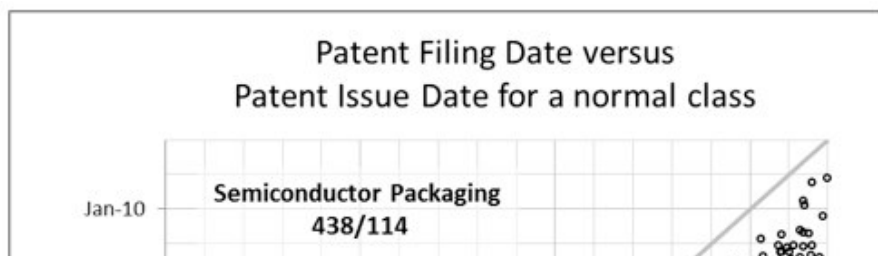 Patent Filing Date versus
Patent Issue Date for a normal class
Semiconductor Packaging
Jan-10
438/114